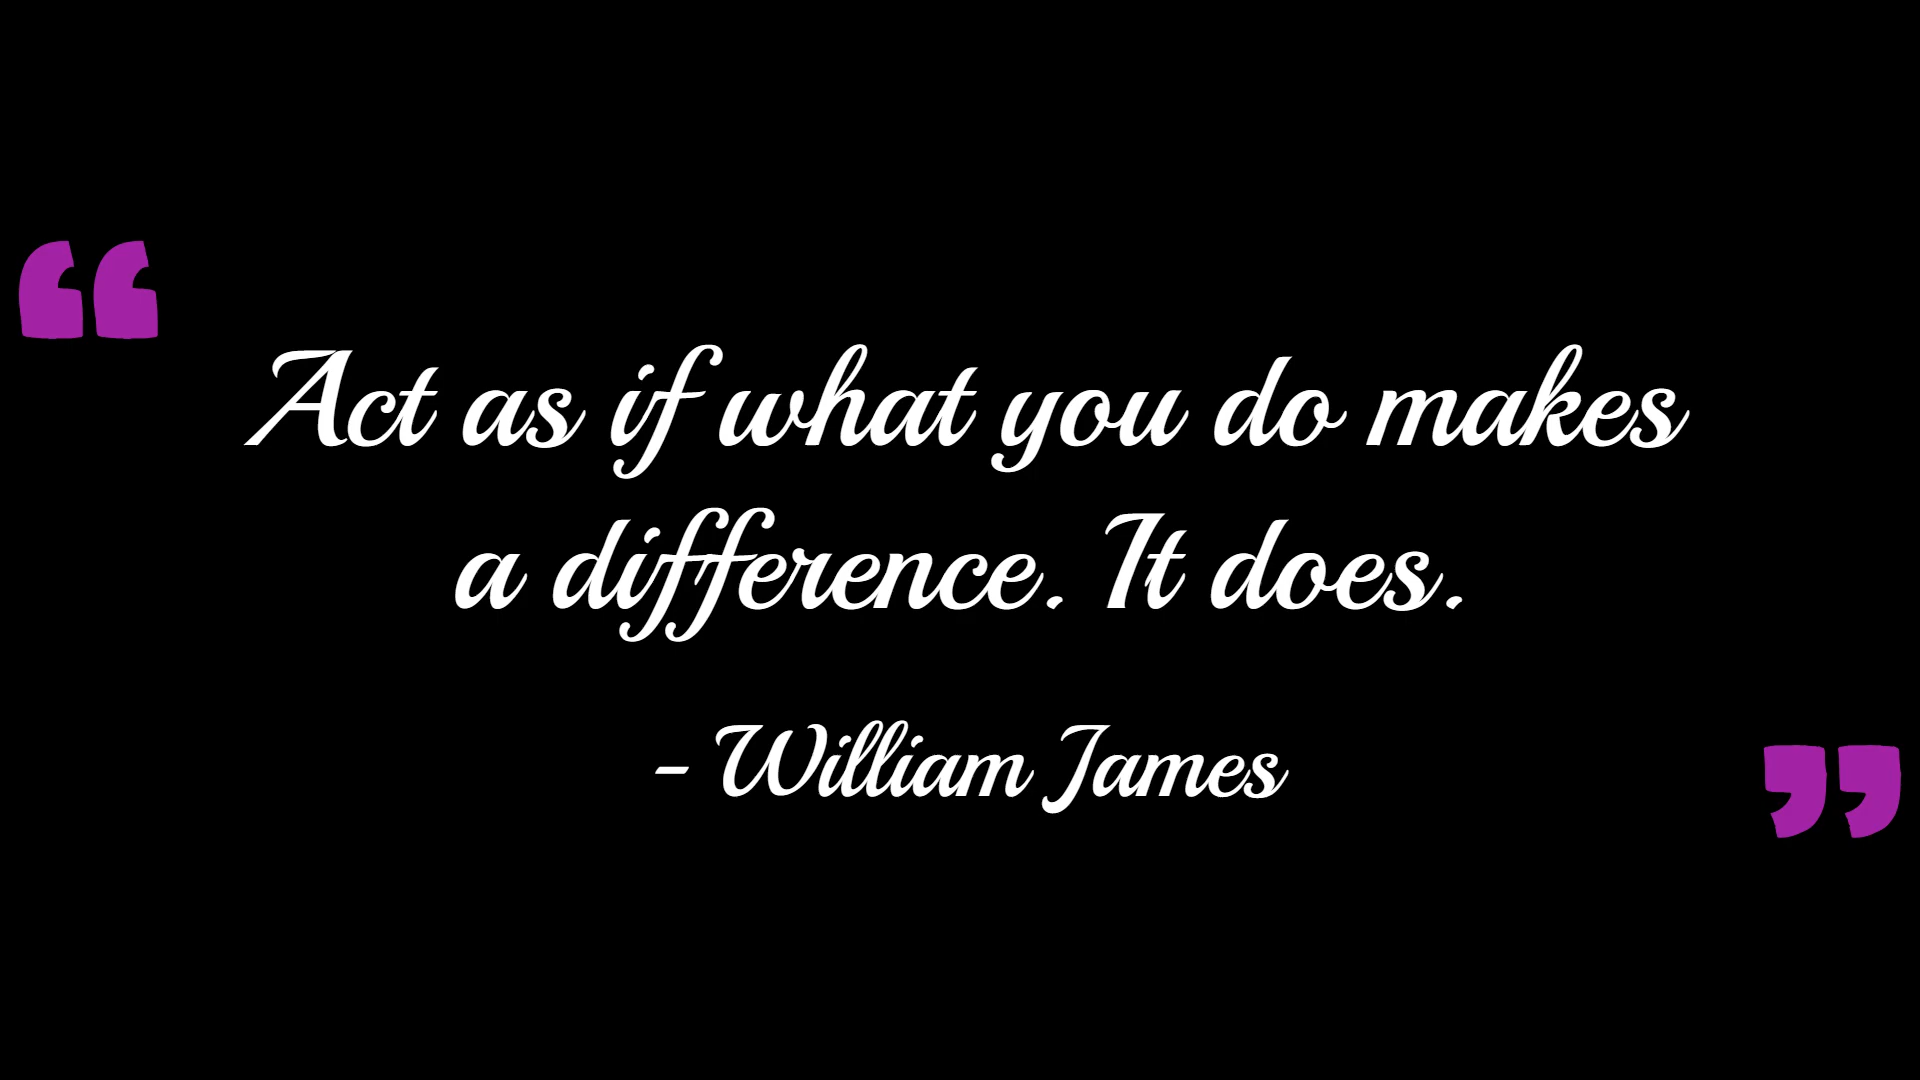 “
Act as if what you do makes
a difference. It does.
- William James
”